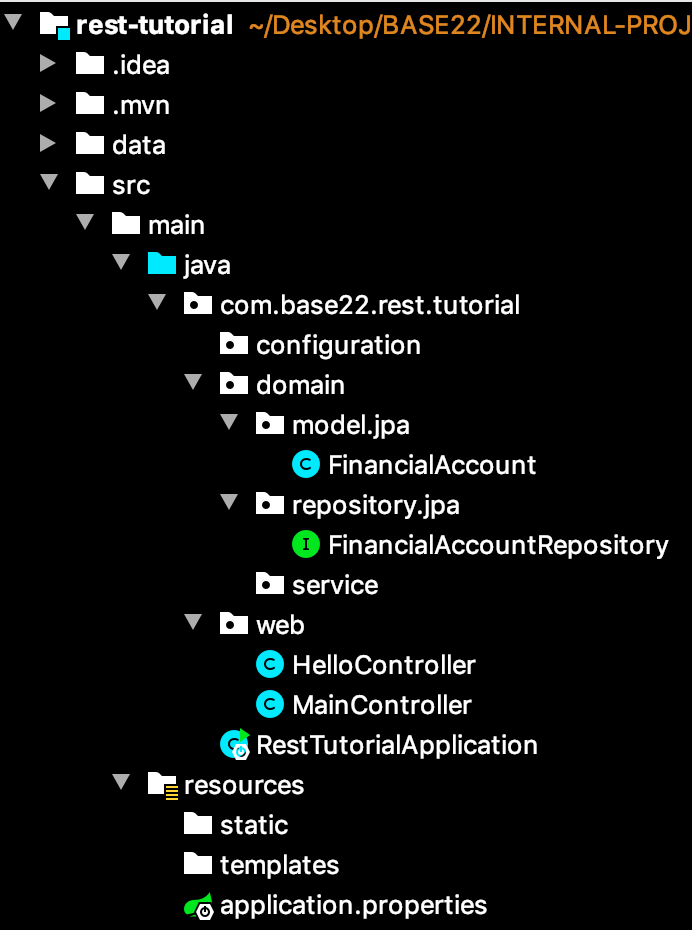 rest-tutorial ~/Desktop/BASE22/INTERNAL-PROJ
.idea
.mvn
data
src
main
java
com.base22.rest.tutorial
configuration
domain
model.jpa
C FinancialAccount
repository.jpa
I FinancialAccountRepository
service
web
C HelloController
C MainController
C RestTutorialApplication
resources
static
templates
application.properties